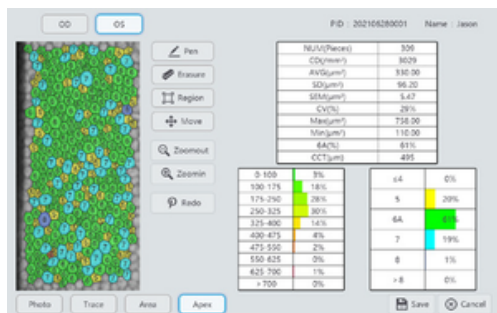 OD OS PID : 202106280001 Name : Jason
Pen
Erasure
Region
Move
Zoomout
Zoomin
Redo
NUM(Pieces) 306
CD(/mm²) 3029
AVG(μm²) 330.00
SD(μm²) 96.20
SEM(μm²) 5.47
CV(%) 29%
Max(μm²) 738.00
Min(μm²) 110.00
6A(%) 61%
CCT(μm) 495
0-100 3%
100-175 18%
175-250 28%
250-325 30%
325-400 14%
400-475 4%
475-550 2%
550-625 0%
625-700 1%
>700 0%
≤4 0%
5 20%
6A 61%
7 19%
8 1%
>8 0%
Photo Trace Area Apex Save Cancel